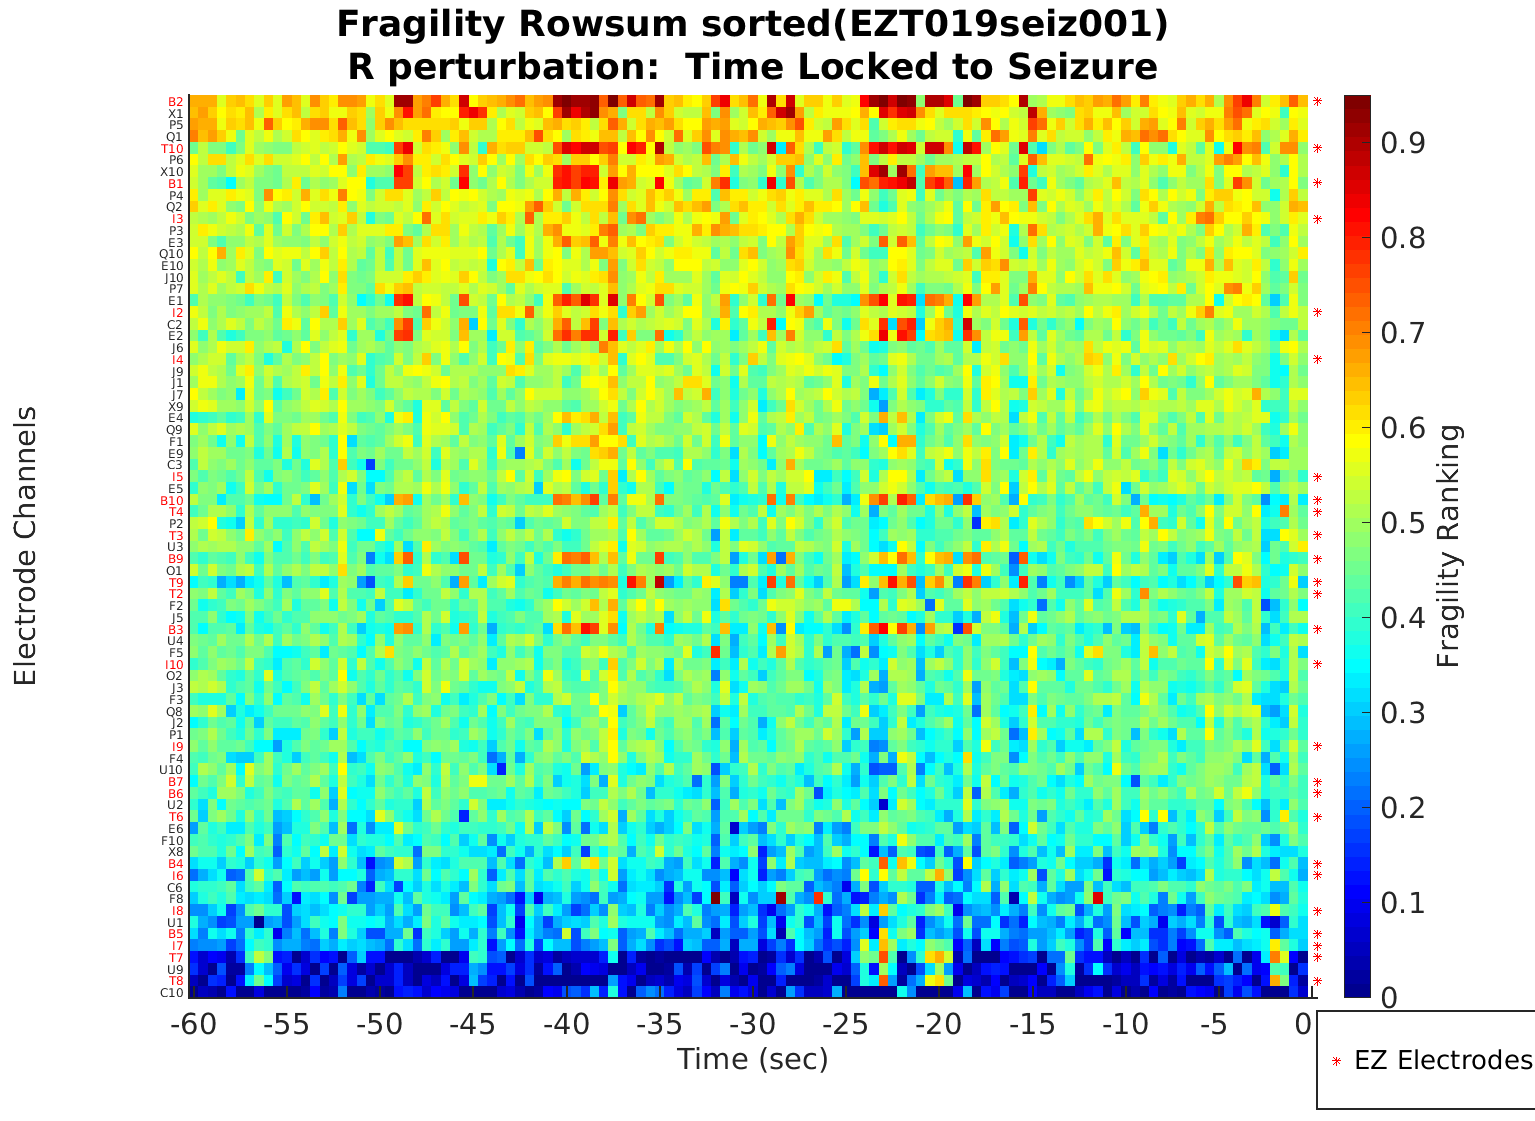 Fragility Rowsum sorted(EZT019seiz001)
R perturbation:  Time Locked to Seizure
Electrode Channels
B2
X1
P5
Q1
T10
P6
X10
B1
P4
Q2
I3
P3
E3
Q10
E10
J10
P7
E1
I2
C2
E2
J6
I4
J9
J1
J7
X9
E4
Q9
F1
E9
C3
I5
E5
B10
T4
P2
T3
U3
B9
O1
T9
T2
F2
J5
B3
U4
F5
I10
O2
J3
F3
Q8
J2
P1
I9
F4
U10
B7
B6
U2
T6
E6
F10
X8
B4
I6
C6
F8
I8
U1
B5
I7
T7
U9
T8
C10
-60 -55 -50 -45 -40 -35 -30 -25 -20 -15 -10 -5 0
Time (sec)
0.9
0.8
0.7
0.6
0.5
0.4
0.3
0.2
0.1
0
Fragility Ranking
EZ Electrodes